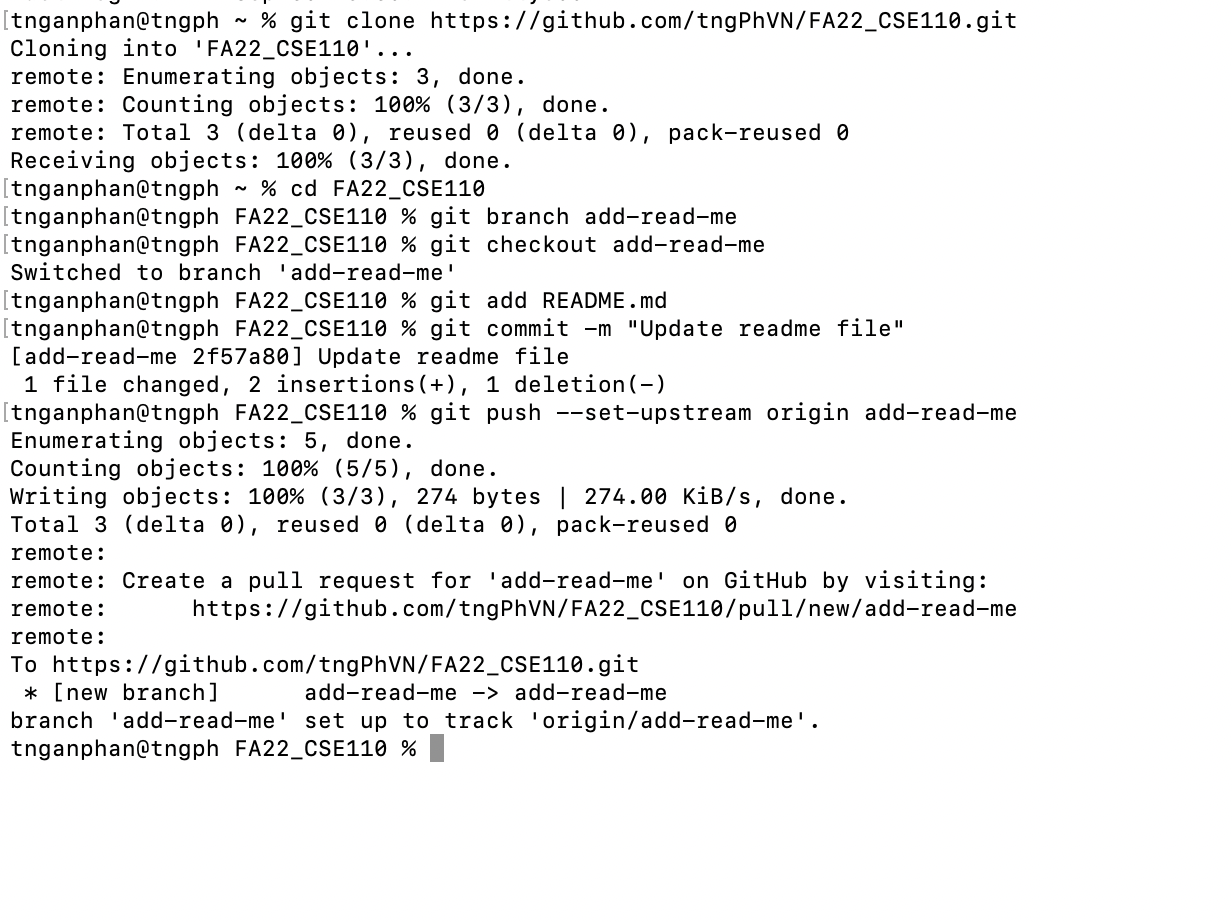 [tnganphan@tngph ~ % git clone https://github.com/tngPhVN/FA22_CSE110.git
Cloning into 'FA22_CSE110'...
remote: Enumerating objects: 3, done.
remote: Counting objects: 100% (3/3), done.
remote: Total 3 (delta 0), reused 0 (delta 0), pack-reused 0
Receiving objects: 100% (3/3), done.
[tnganphan@tngph ~ % cd FA22_CSE110
[tnganphan@tngph FA22_CSE110 % git branch add-read-me
[tnganphan@tngph FA22_CSE110 % git checkout add-read-me
Switched to branch 'add-read-me'
[tnganphan@tngph FA22_CSE110 % git add README.md
[tnganphan@tngph FA22_CSE110 % git commit -m "Update readme file"
[add-read-me 2f57a80] Update readme file
 1 file changed, 2 insertions(+), 1 deletion(-)
[tnganphan@tngph FA22_CSE110 % git push --set-upstream origin add-read-me
Enumerating objects: 5, done.
Counting objects: 100% (5/5), done.
Writing objects: 100% (3/3), 274 bytes | 274.00 KiB/s, done.
Total 3 (delta 0), reused 0 (delta 0), pack-reused 0
remote:
remote: Create a pull request for 'add-read-me' on GitHub by visiting:
remote:      https://github.com/tngPhVN/FA22_CSE110/pull/new/add-read-me
remote:
To https://github.com/tngPhVN/FA22_CSE110.git
 * [new branch]      add-read-me -> add-read-me
branch 'add-read-me' set up to track 'origin/add-read-me'.
tnganphan@tngph FA22_CSE110 %